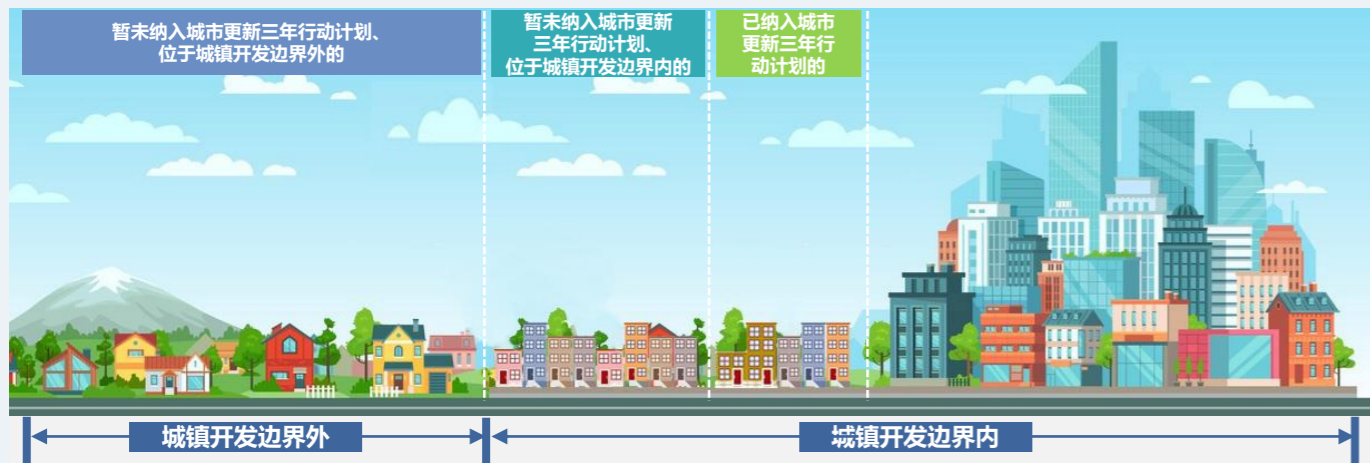 暂未纳入城市更新三年行动计划、
位于城镇开发边界外的
暂未纳入城市更新
三年行动计划、
位于城镇开发边界内的
已纳入城市
更新三年行
动计划的
城镇开发边界外
城镇开发边界内